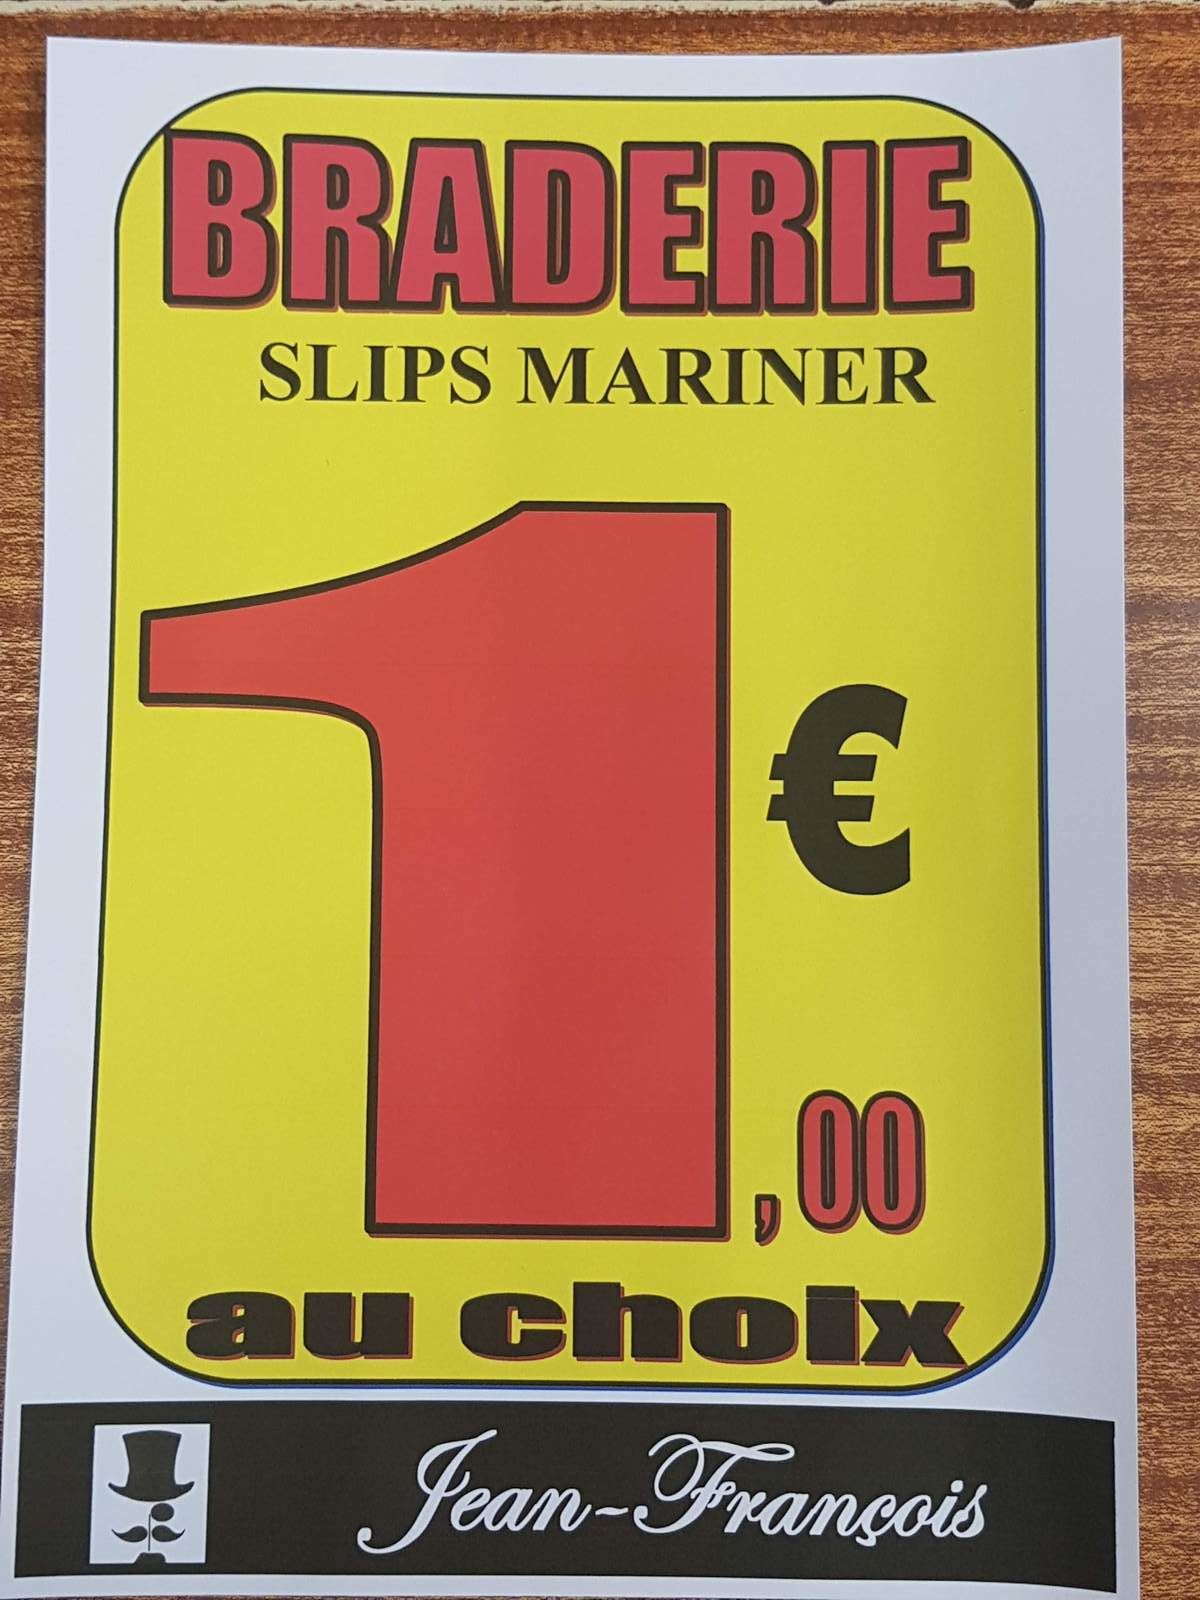 BRADERIE
SLIPS MARINER
1 €
,00
au choix
Jean-François